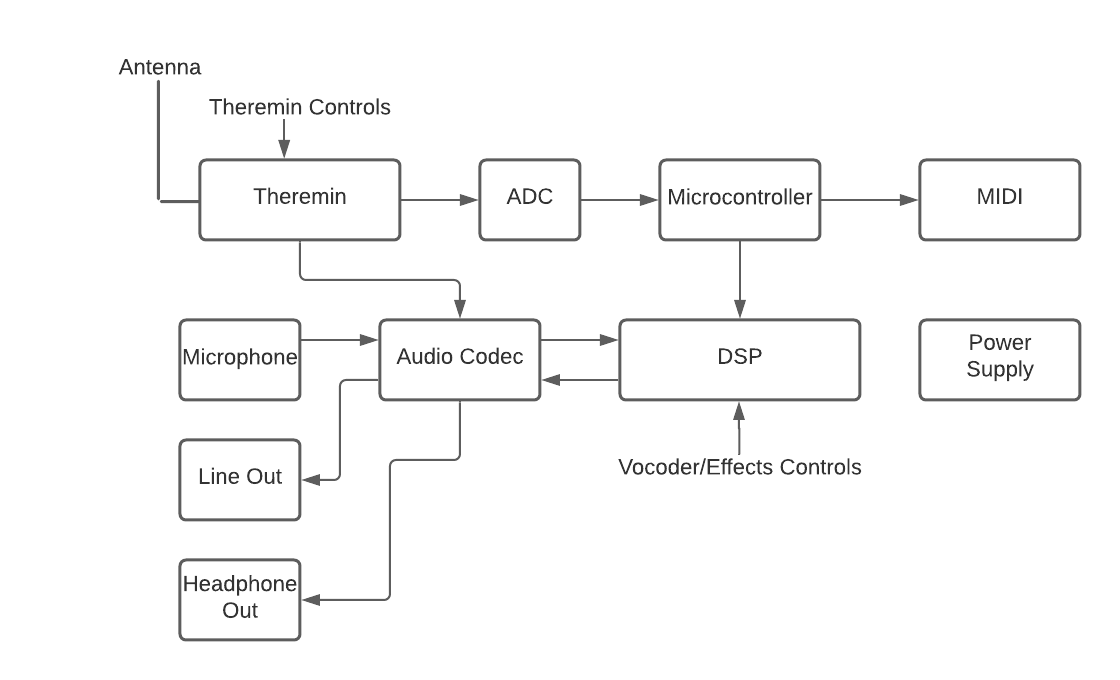 Antenna
Theremin Controls
Theremin
ADC
Microcontroller
MIDI
Microphone
Audio Codec
DSP
Power
Supply
Line Out
Vocoder/Effects Controls
Headphone
Out